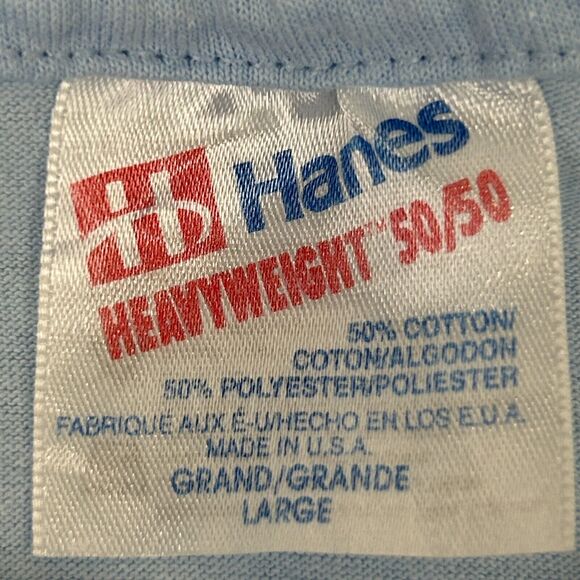 Hanes
HEAVYWEIGHT™ 50/50
50% COTTON/
COTON/ALGODON
50% POLYESTER/POLIESTER
FABRIQUE AUX É-U/HECHO EN LOS E.U.A.
MADE IN U.S.A.
GRAND/GRANDE
LARGE